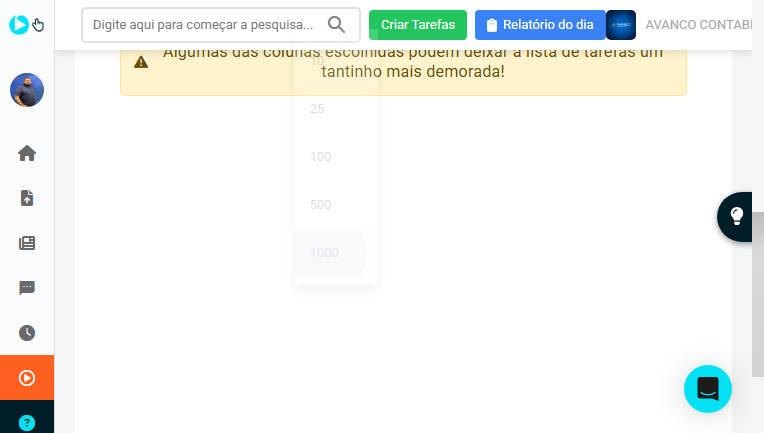 Digite aqui para começar a pesquisa...
Criar Tarefas
Relatório do dia
AVANCO CONTABI
Algumas das colunas escolhidas podem deixar a lista de tarefas um
tantinho mais demorada!
10
25
100
500
1000
?